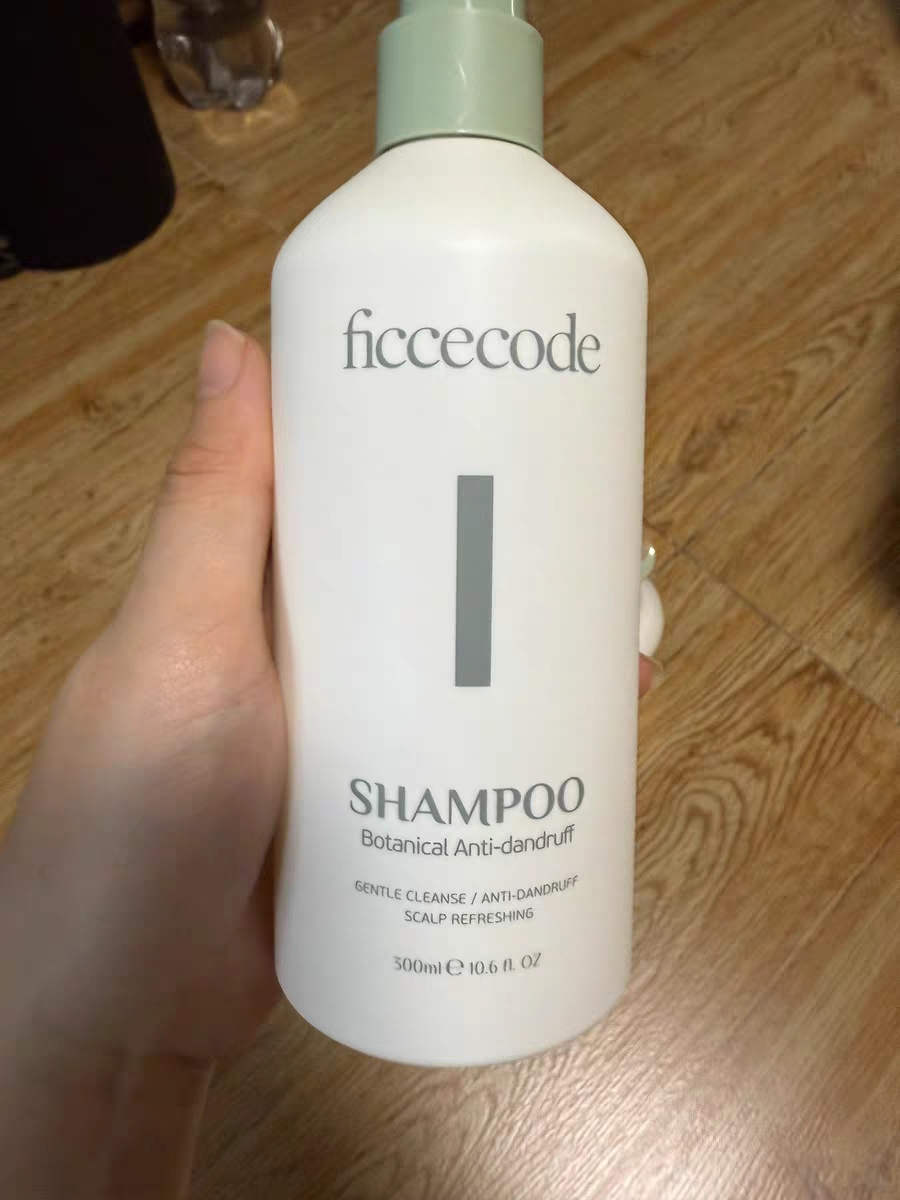 ficcecode
SHAMPOO
Botanical Anti-dandruff
GENTLE CLEANSE / ANTI-DANDRUFF
SCALP REFRESHING
300ml ℮ 10.6 fl. OZ